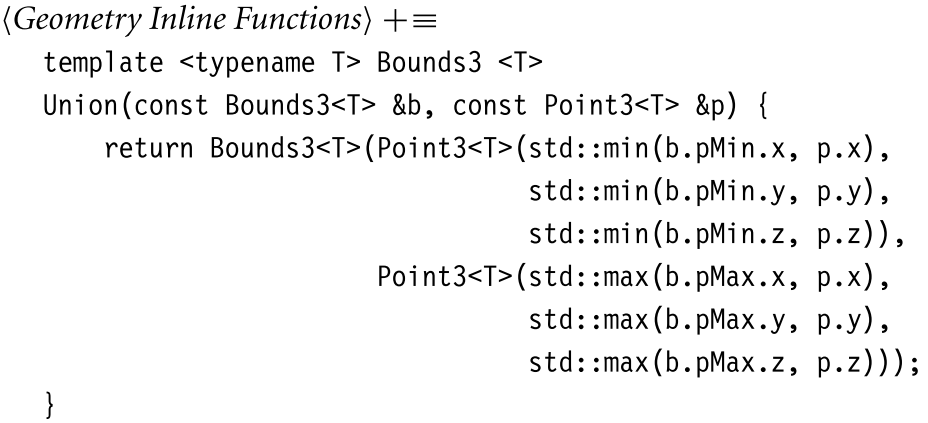 ⟨Geometry Inline Functions⟩ +≡
template <typename T> Bounds3 <T>
Union(const Bounds3<T> &b, const Point3<T> &p) {
return Bounds3<T>(Point3<T>(std::min(b.pMin.x, p.x),
std::min(b.pMin.y, p.y),
std::min(b.pMin.z, p.z)),
Point3<T>(std::max(b.pMax.x, p.x),
std::max(b.pMax.y, p.y),
std::max(b.pMax.z, p.z)));
}